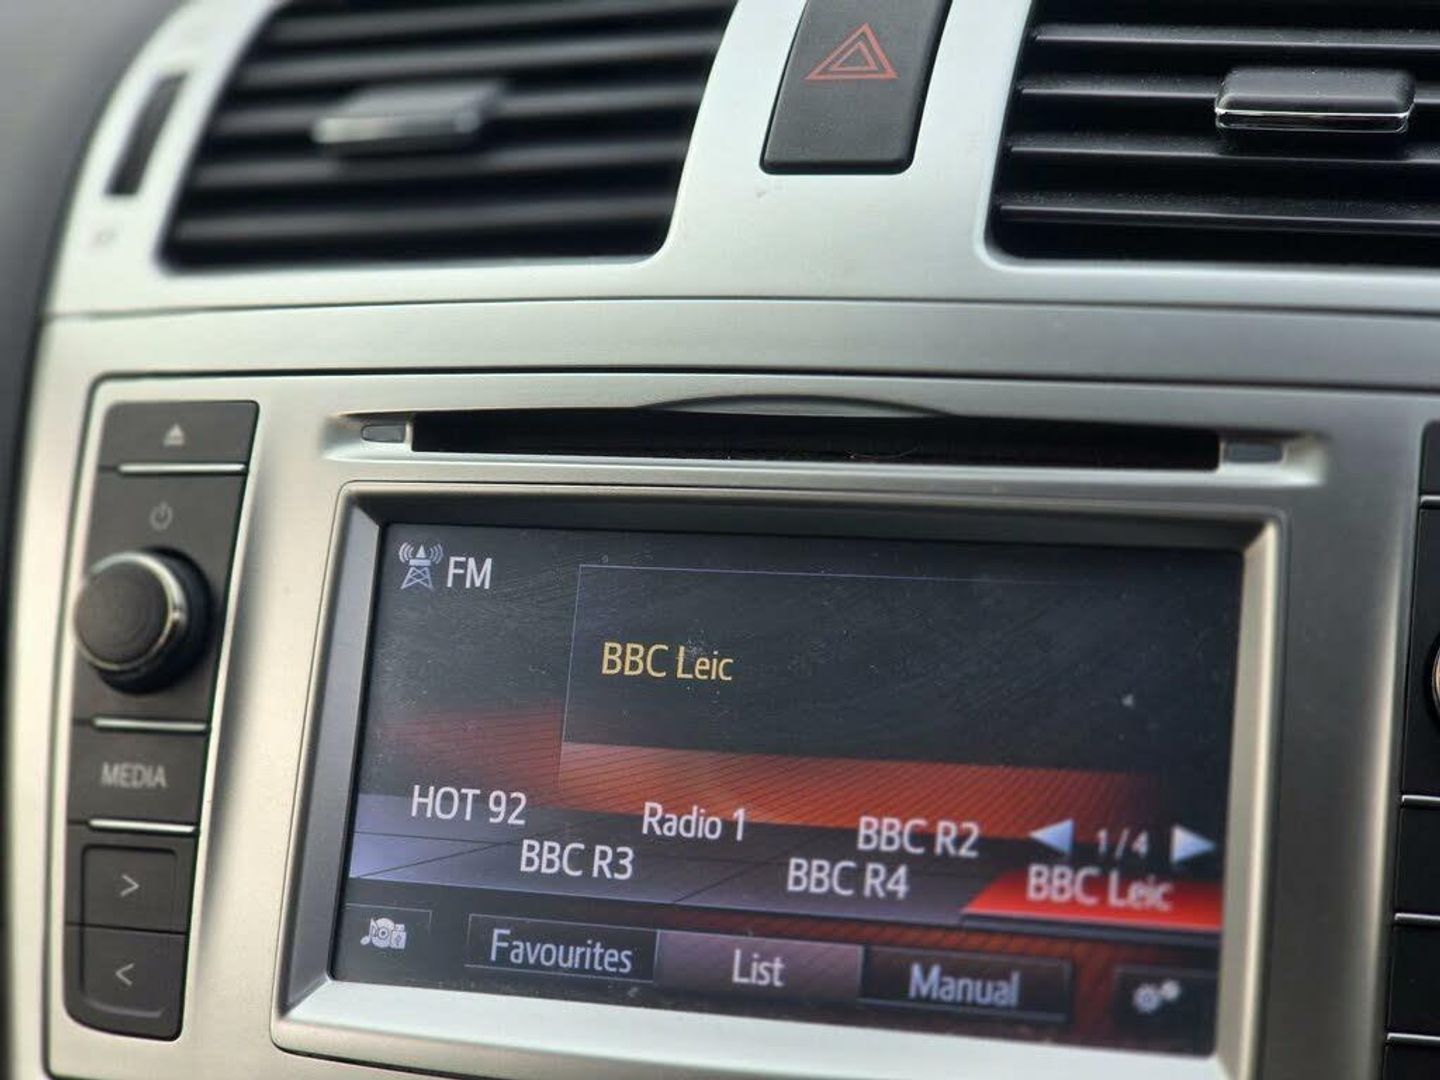 FM
BBC Leic
HOT 92 Radio 1 BBC R2 1/4
BBC R3 BBC R4 BBC Leic
MEDIA
>
<
Favourites List Manual